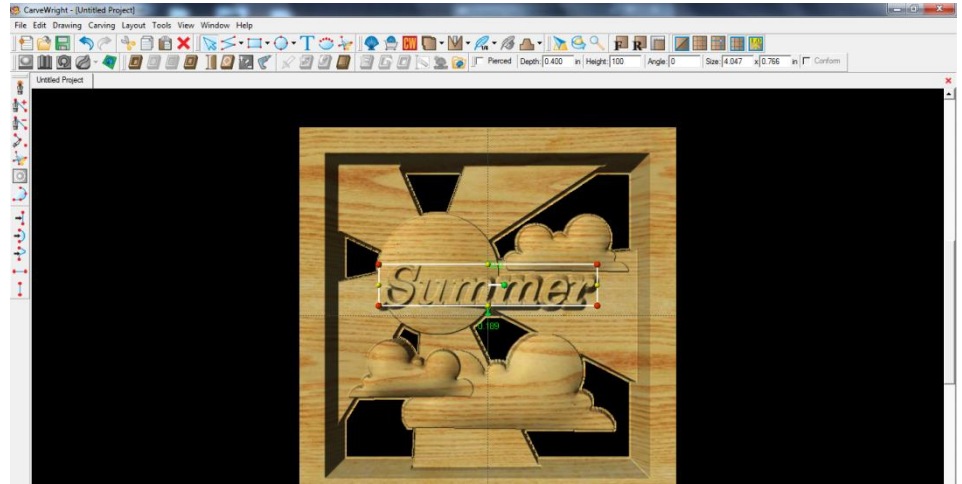 CarveWright - [Untitled Project]
File Edit Drawing Carving Layout Tools View Window Help
Pierced Depth: 0.400 in Height: 100 Angle: 0 Size: 4.047 x 0.766 in Conform
Untitled Project
Summer
0.189